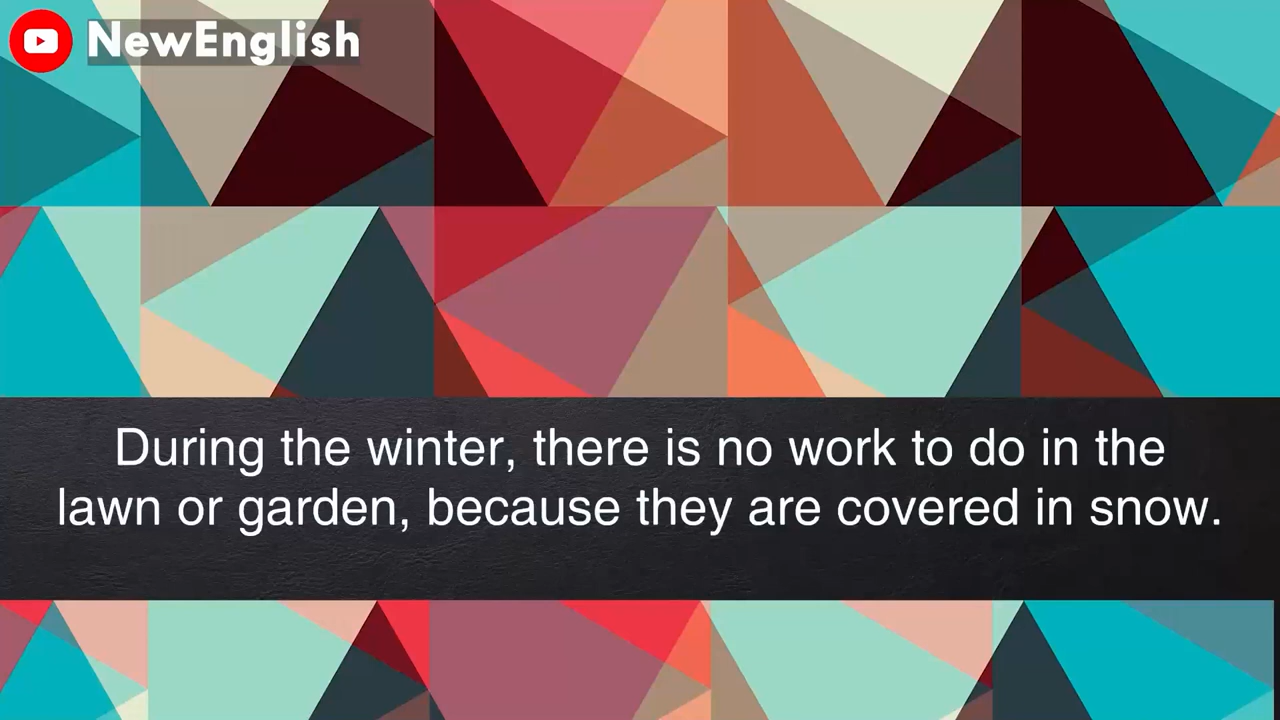 NewEnglish
During the winter, there is no work to do in the
lawn or garden, because they are covered in snow.